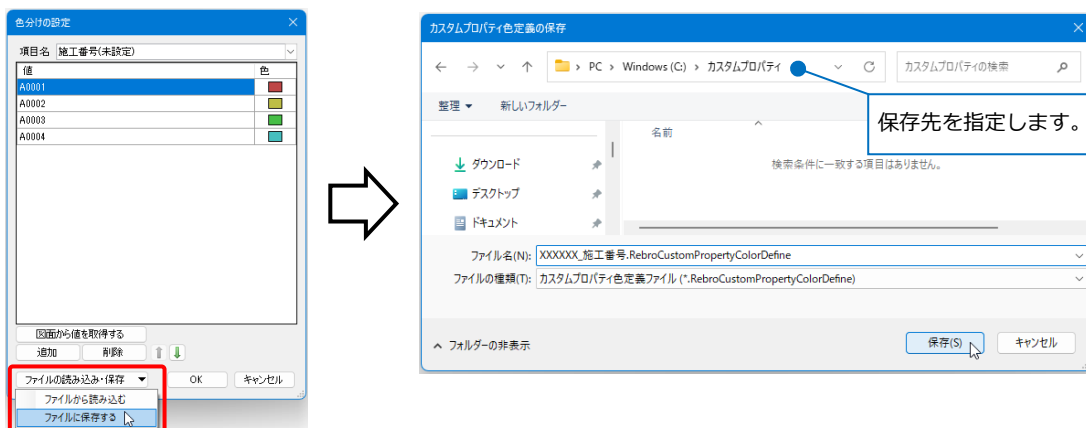 色分けの設定
項目名 施工番号(未設定)
値 色
A0001
A0002
A0003
A0004
図面から値を取得する
追加 削除
ファイルの読み込み・保存 OK キャンセル
ファイルから読み込む
ファイルに保存する
カスタムプロパティ色定義の保存
PC › Windows (C:) › カスタムプロパティ カスタムプロパティの検索
整理 新しいフォルダー
保存先を指定します。
名前
検索条件に一致する項目はありません。
ダウンロード
デスクトップ
ドキュメント
ファイル名(N): XXXXXX_施工番号.RebroCustomPropertyColorDefine
ファイルの種類(T): カスタムプロパティ色定義ファイル (*.RebroCustomPropertyColorDefine)
フォルダーの非表示 保存(S) キャンセル